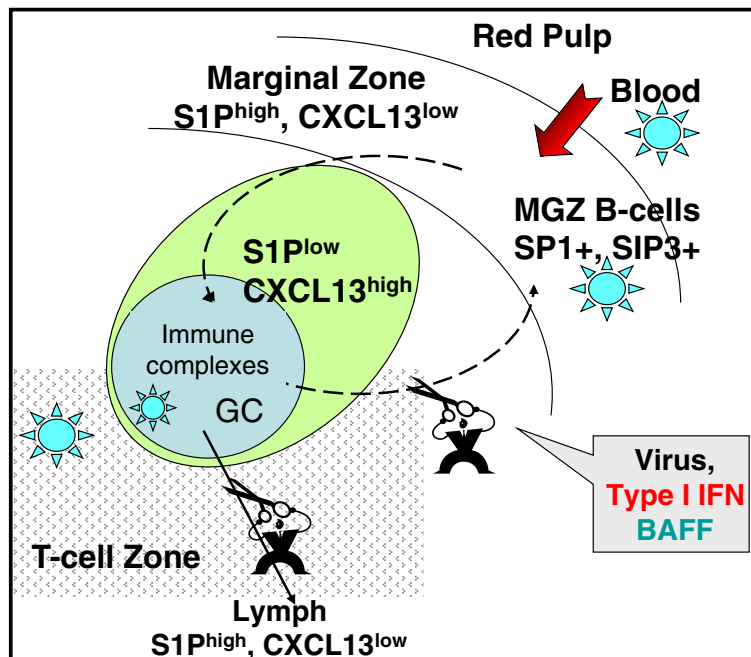 Red Pulp
Marginal Zone
S1Phigh, CXCL13low
Blood
MGZ B-cells
SP1+, SIP3+
S1Plow
CXCL13high
Immune
complexes
GC
Virus,
Type I IFN
BAFF
T-cell Zone
Lymph
S1Phigh, CXCL13low